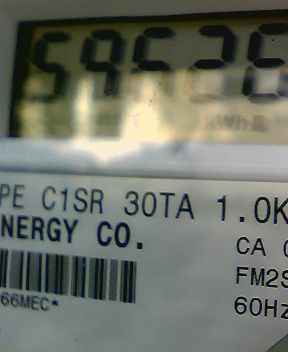 59526
kWh
PE C1SR 30TA 1.0K
NERGY CO.
CA
FM2S
66MEC*
60Hz